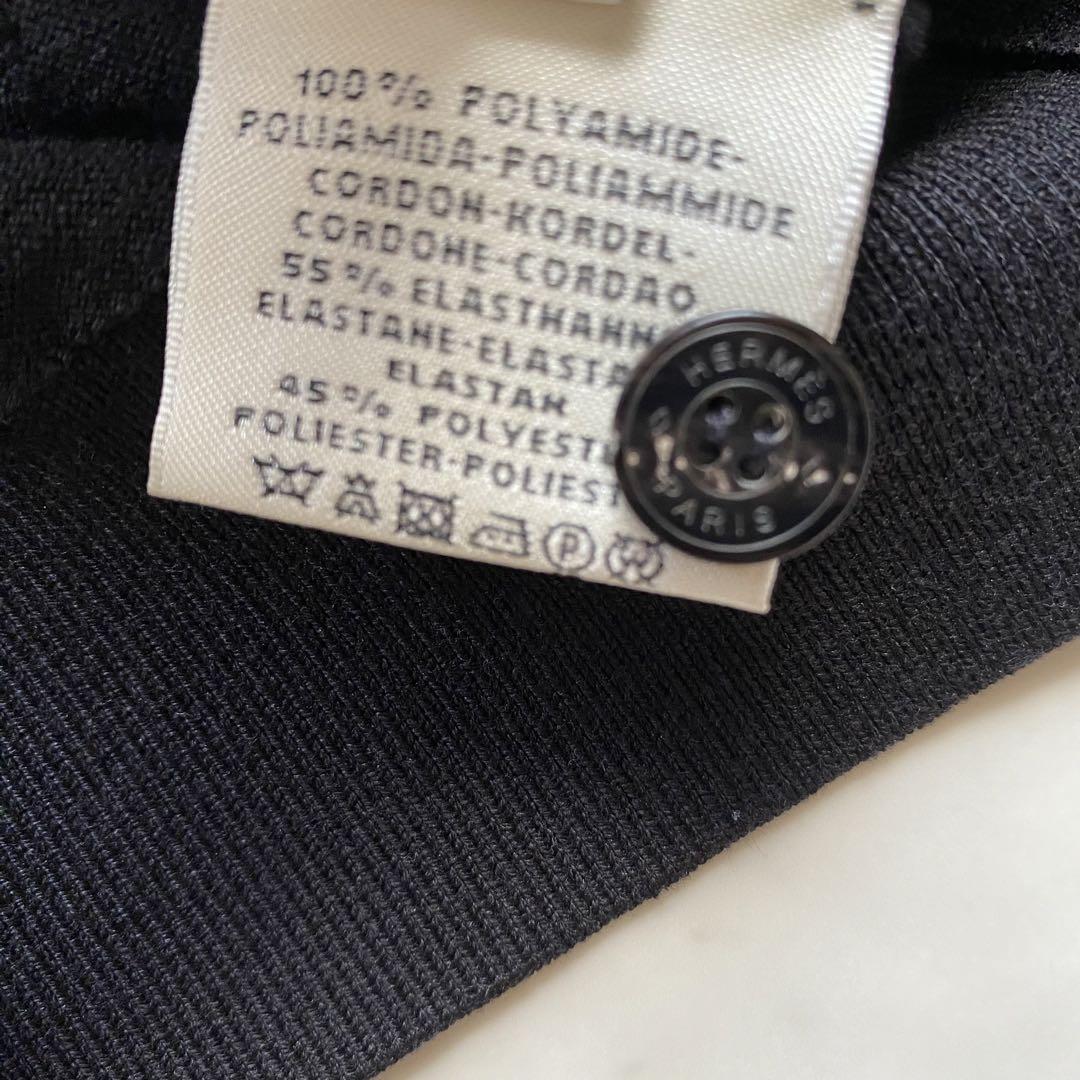 100% POLYAMIDE-
POLIAMIDA-POLIAMMIDE
CORDON-KORDEL-
CORDONE-CORDAO
55% ELASTHANN
ELASTANE-ELASTA
ELASTAN
45% POLYEST
POLIESTER-POLIEST
P
HERMÈS
PARIS